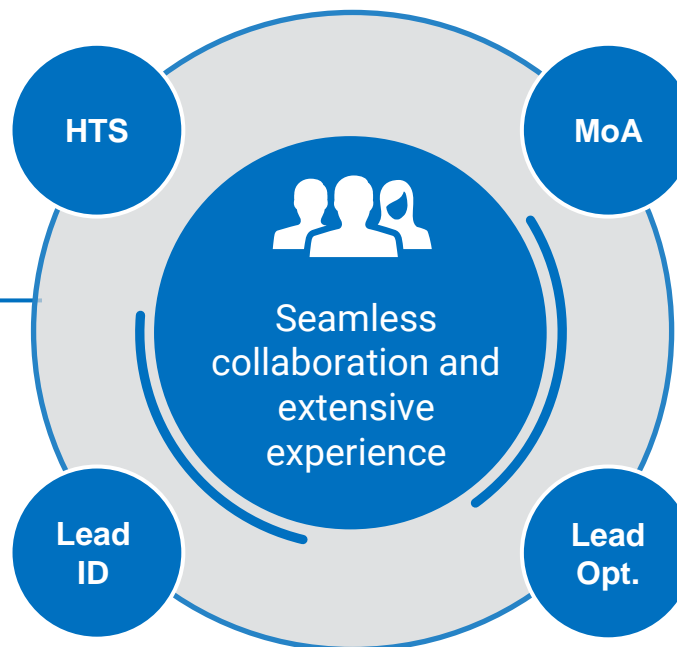 HTS
MoA
Seamless
collaboration and
extensive
experience
Lead
ID
Lead
Opt.